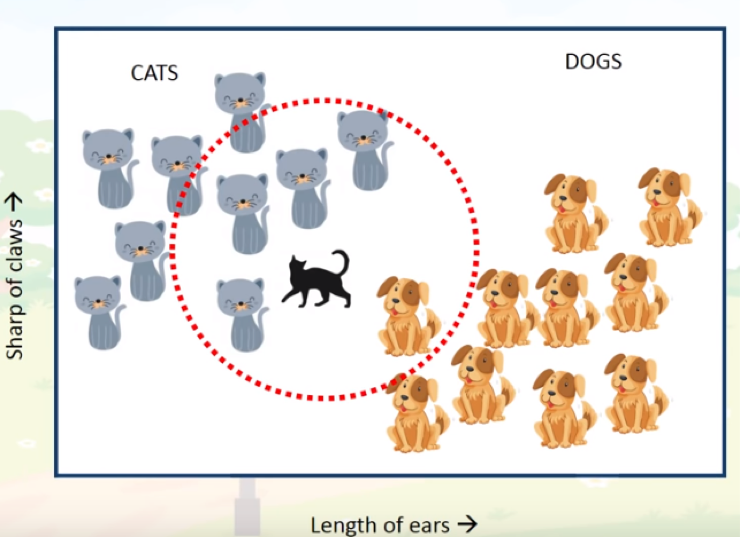 CATS
DOGS
Sharp of claws →
Length of ears →